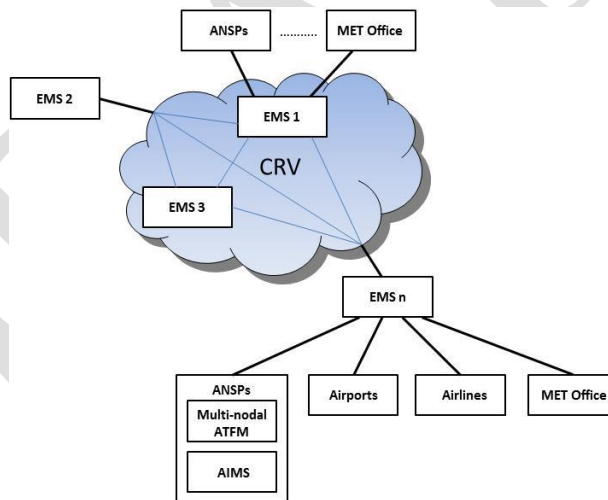 ANSPs
...........
MET Office
EMS 2
EMS 1
CRV
EMS 3
EMS n
ANSPs
Multi-nodal
ATFM
AIMS
Airports
Airlines
MET Office